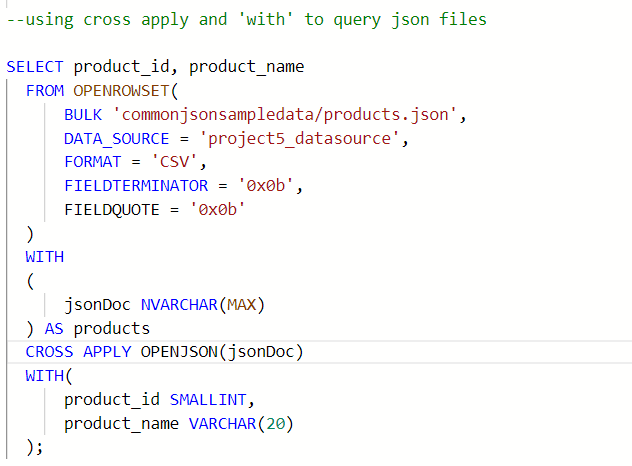 --using cross apply and 'with' to query json files
SELECT product_id, product_name
FROM OPENROWSET(
BULK 'commonjsonsampledata/products.json',
DATA_SOURCE = 'project5_datasource',
FORMAT = 'CSV',
FIELDTERMINATOR = '0x0b',
FIELDQUOTE = '0x0b'
)
WITH
(
jsonDoc NVARCHAR(MAX)
) AS products
CROSS APPLY OPENJSON(jsonDoc)
WITH(
product_id SMALLINT,
product_name VARCHAR(20)
);